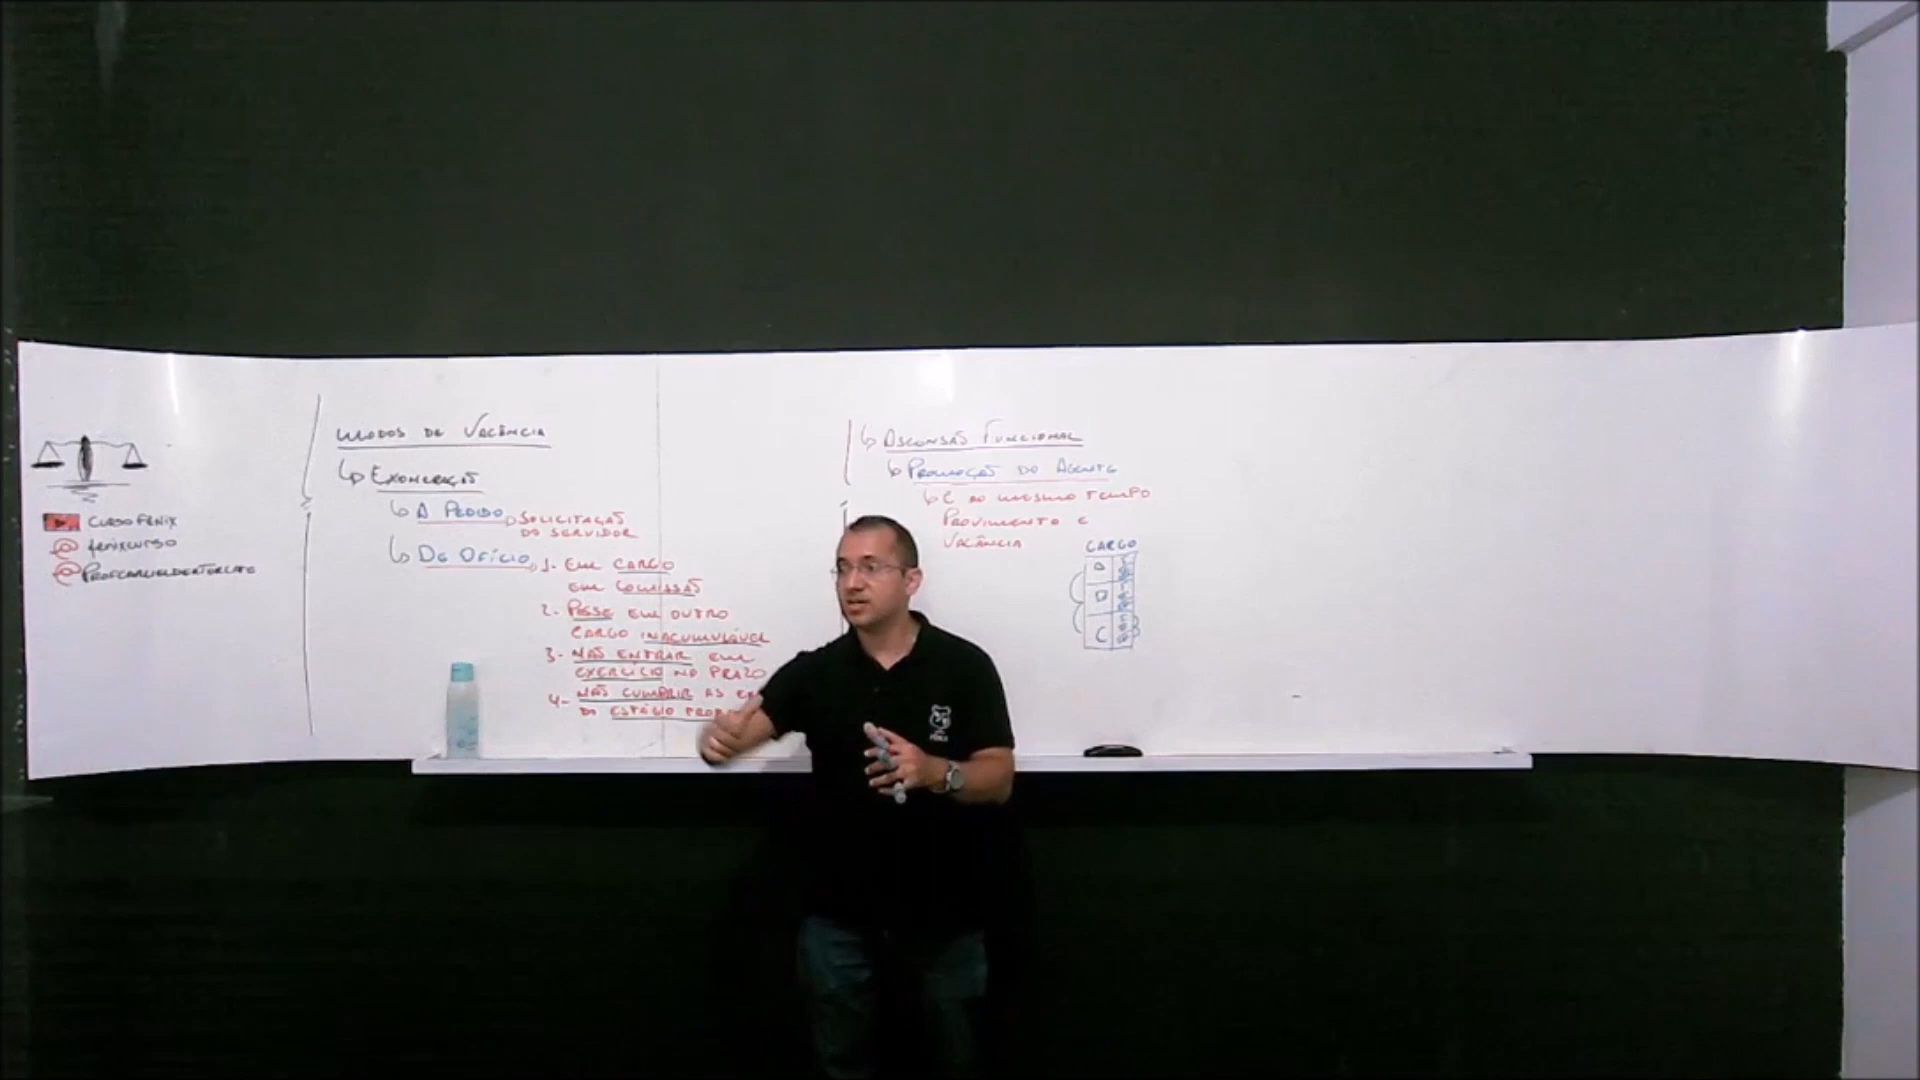 CURSO FÊNIX
@ fenixcurso
MODOS DE VACÂNCIA
↳ EXONERAÇÃO
↳ A PEDIDO → SOLICITAÇÃO
DO SERVIDOR
↳ DE OFÍCIO → 1- EM CARGO
EM COMISSÃO
2- POSSE EM OUTRO
CARGO INACUMULÁVEL
3- NÃO ENTRAR EM
EXERCÍCIO NO PRAZO
4- NÃO CUMPRIR AS
DO ESTÁGIO
↳ ASCENSÃO FUNCIONAL
↳ PROMOÇÃO DO AGENTE
↳ É AO MESMO TEMPO
PROVIMENTO E
VACÂNCIA
CARGO
C